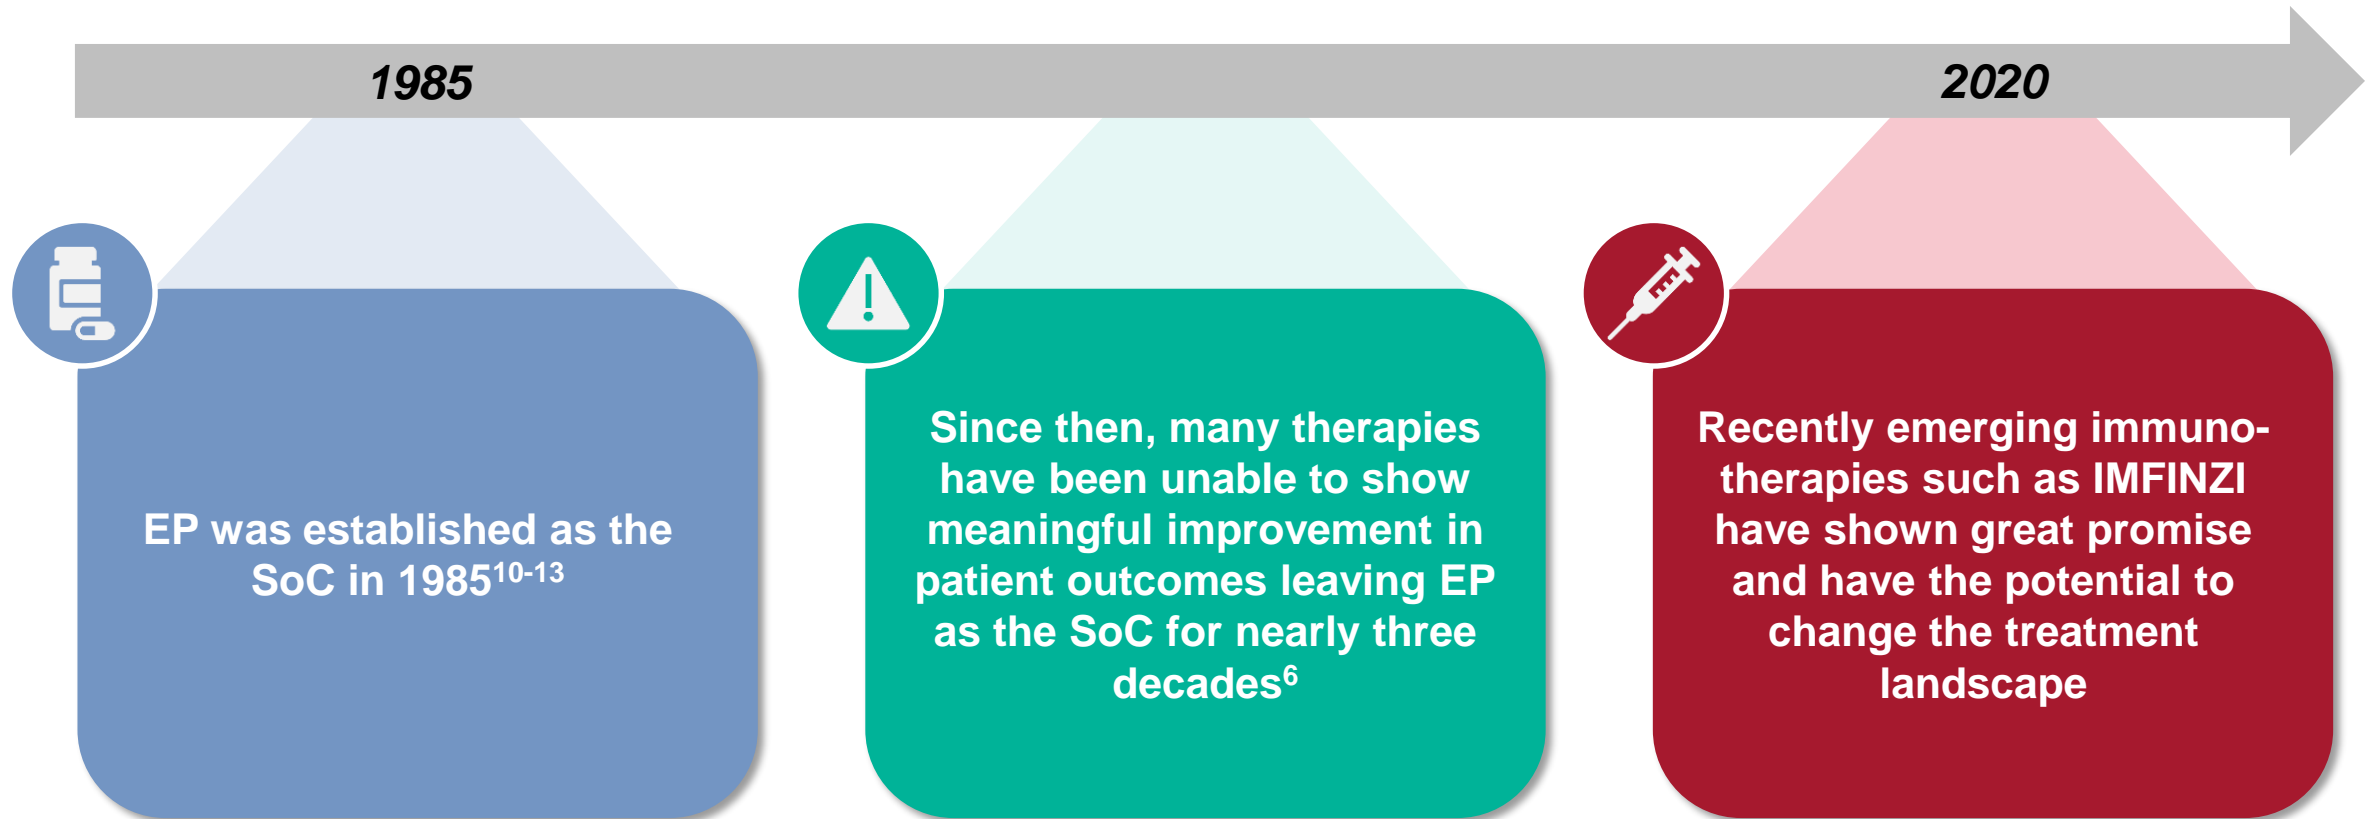 1985
2020
EP was established as the
SoC in 1985¹⁰⁻¹³
Since then, many therapies
have been unable to show
meaningful improvement in
patient outcomes leaving EP
as the SoC for nearly three
decades⁶
Recently emerging immuno-
therapies such as IMFINZI
have shown great promise
and have the potential to
change the treatment
landscape